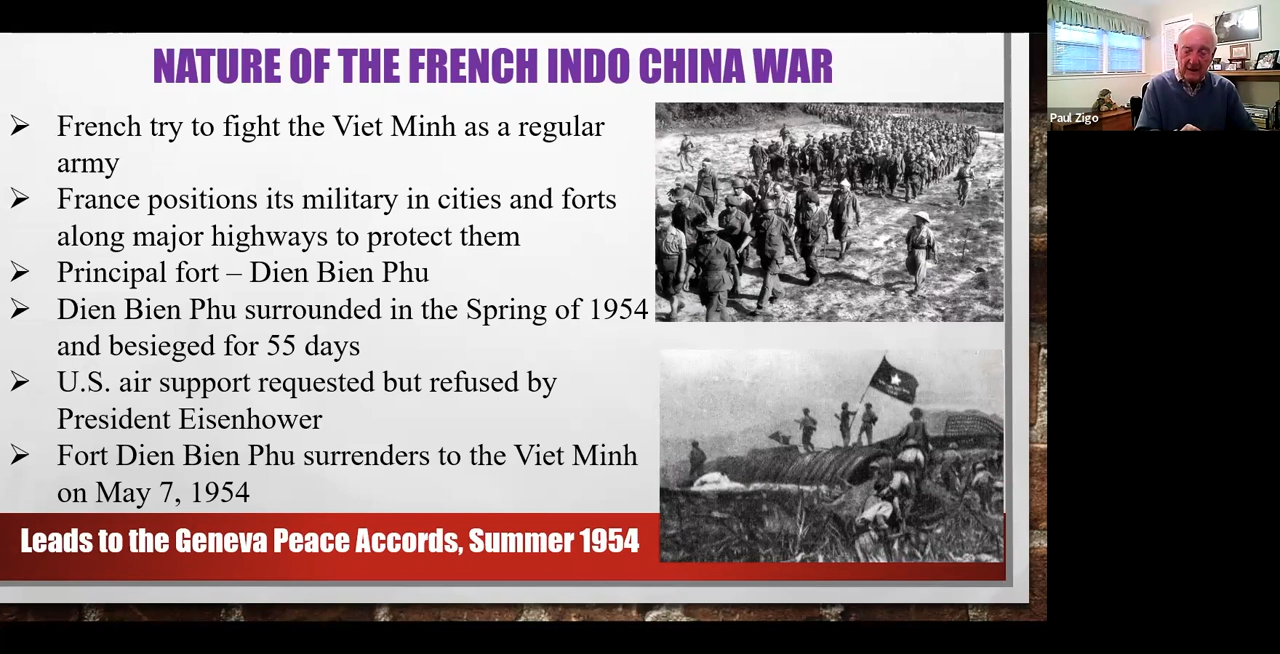 NATURE OF THE FRENCH INDO CHINA WAR
French try to fight the Viet Minh as a regular
army
France positions its military in cities and forts
along major highways to protect them
Principal fort – Dien Bien Phu
Dien Bien Phu surrounded in the Spring of 1954
and besieged for 55 days
U.S. air support requested but refused by
President Eisenhower
Fort Dien Bien Phu surrenders to the Viet Minh
on May 7, 1954
Leads to the Geneva Peace Accords, Summer 1954
Paul Zigo